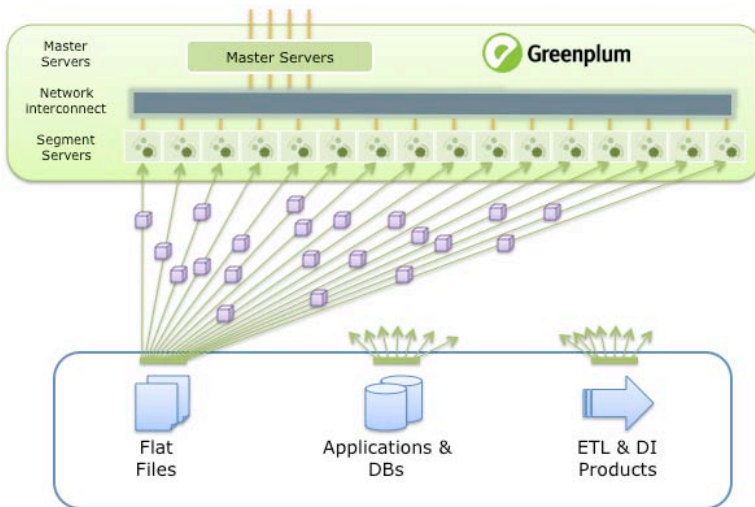 Master
Servers
Master Servers
Greenplum
Network
interconnect
Segment
Servers
Flat
Files
Applications &
DBs
ETL & DI
Products